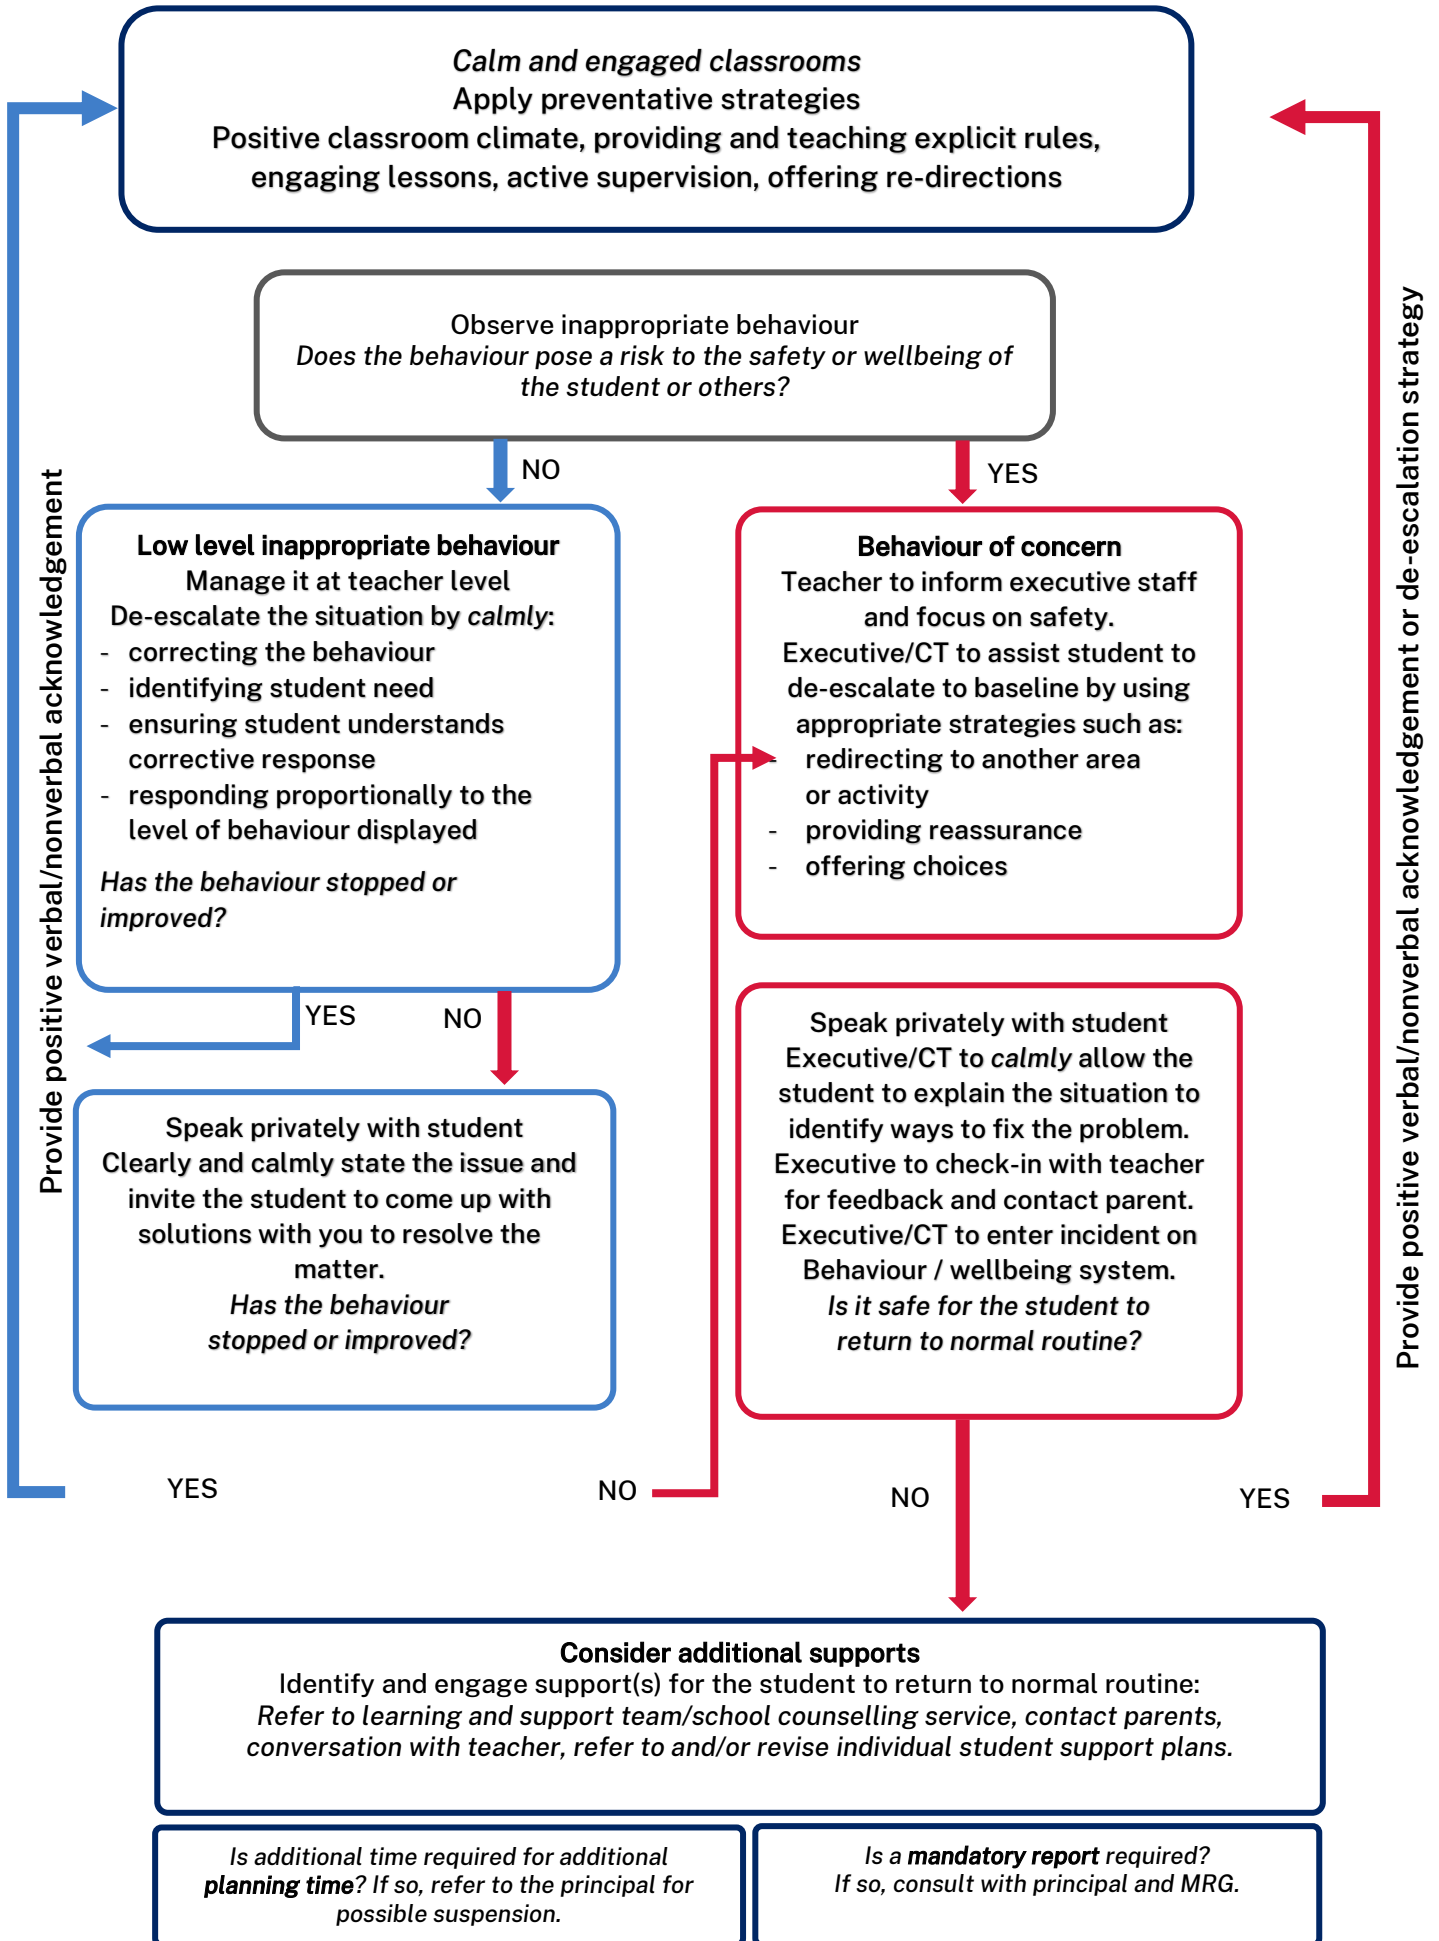 Calm and engaged classrooms
Apply preventative strategies
Positive classroom climate, providing and teaching explicit rules,
engaging lessons, active supervision, offering re-directions
Observe inappropriate behaviour
Does the behaviour pose a risk to the safety or wellbeing of
the student or others?
NO
YES
Low level inappropriate behaviour
Manage it at teacher level
De-escalate the situation by calmly:
- correcting the behaviour
- identifying student need
- ensuring student understands
corrective response
- responding proportionally to the
level of behaviour displayed
Has the behaviour stopped or
improved?
YES
NO
Speak privately with student
Clearly and calmly state the issue and
invite the student to come up with
solutions with you to resolve the
matter.
Has the behaviour
stopped or improved?
YES
NO
Behaviour of concern
Teacher to inform executive staff
and focus on safety.
Executive/CT to assist student to
de-escalate to baseline by using
appropriate strategies such as:
- redirecting to another area
or activity
- providing reassurance
- offering choices
Speak privately with student
Executive/CT to calmly allow the
student to explain the situation to
identify ways to fix the problem.
Executive to check-in with teacher
for feedback and contact parent.
Executive/CT to enter incident on
Behaviour / wellbeing system.
Is it safe for the student to
return to normal routine?
NO
YES
Provide positive verbal/nonverbal acknowledgement
Provide positive verbal/nonverbal acknowledgement or de-escalation strategy
Consider additional supports
Identify and engage support(s) for the student to return to normal routine:
Refer to learning and support team/school counselling service, contact parents,
conversation with teacher, refer to and/or revise individual student support plans.
Is additional time required for additional
planning time? If so, refer to the principal for
possible suspension.
Is a mandatory report required?
If so, consult with principal and MRG.